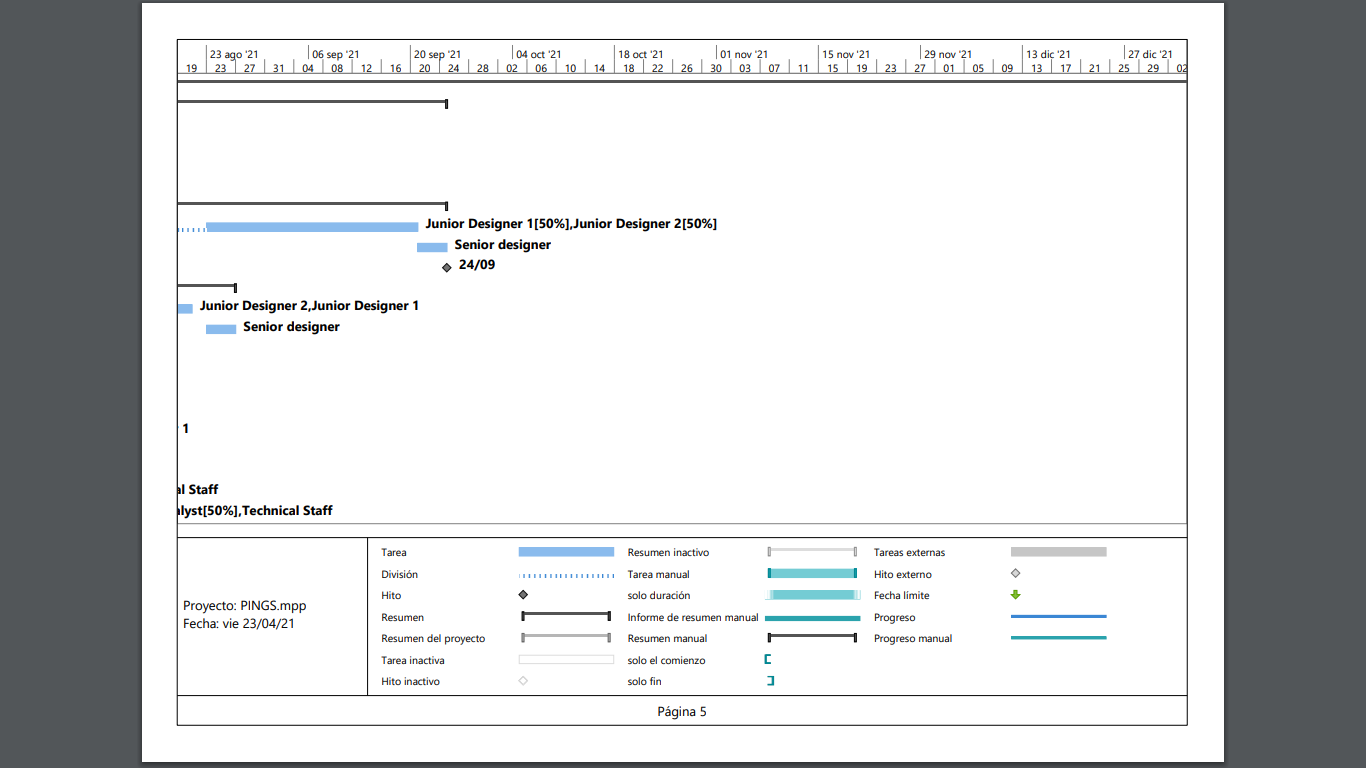 23 ago '21 06 sep '21 20 sep '21 04 oct '21 18 oct '21 01 nov '21 15 nov '21 29 nov '21 13 dic '21 27 dic '21
19 23 27 31 04 08 12 16 20 24 28 02 06 10 14 18 22 26 30 03 07 11 15 19 23 27 01 05 09 13 17 21 25 29 02
Junior Designer 1[50%],Junior Designer 2[50%]
Senior designer
24/09
Junior Designer 2,Junior Designer 1
Senior designer
1
al Staff
alyst[50%],Technical Staff
Proyecto: PINGS.mpp
Fecha: vie 23/04/21
Tarea
División
Hito
Resumen
Resumen del proyecto
Tarea inactiva
Hito inactivo
Resumen inactivo
Tarea manual
solo duración
Informe de resumen manual
Resumen manual
solo el comienzo
solo fin
Tareas externas
Hito externo
Fecha límite
Progreso
Progreso manual
Página 5